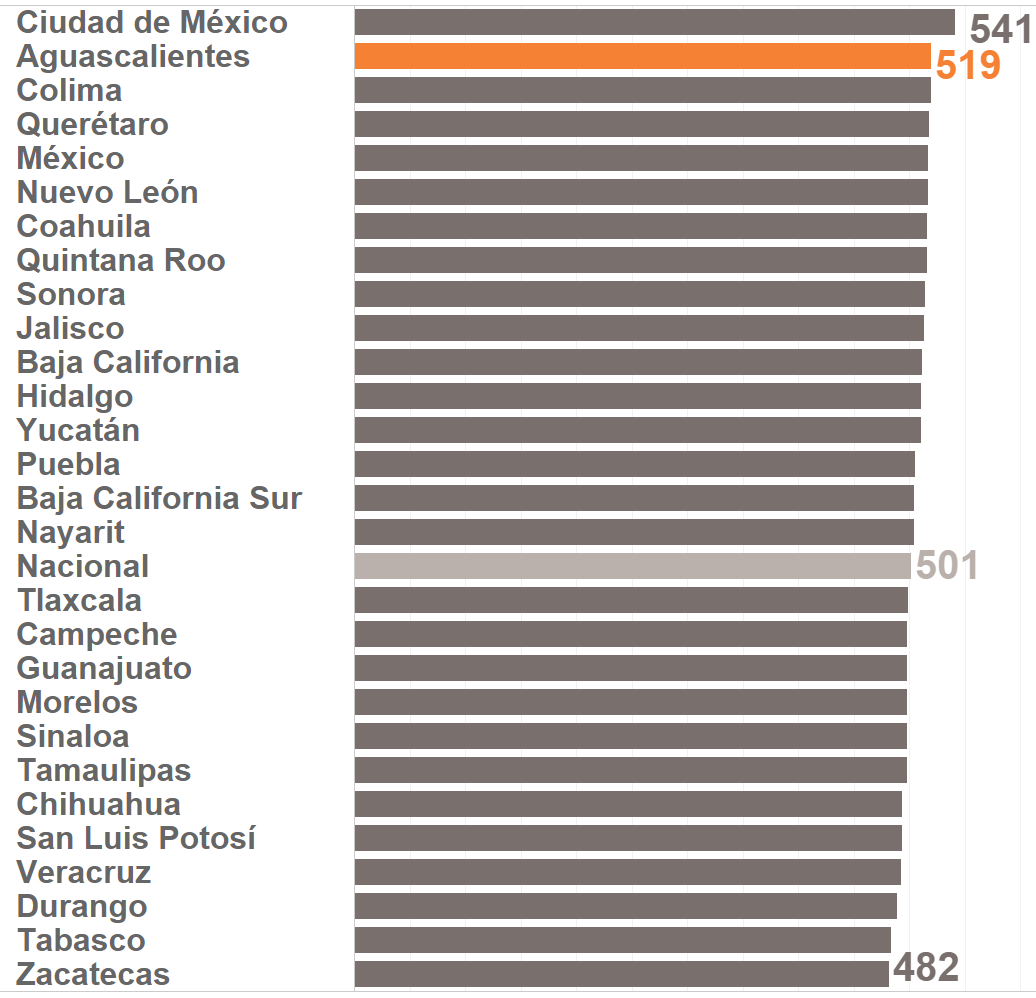 Ciudad de México 541
Aguascalientes 519
Colima
Querétaro
México
Nuevo León
Coahuila
Quintana Roo
Sonora
Jalisco
Baja California
Hidalgo
Yucatán
Puebla
Baja California Sur
Nayarit
Nacional 501
Tlaxcala
Campeche
Guanajuato
Morelos
Sinaloa
Tamaulipas
Chihuahua
San Luis Potosí
Veracruz
Durango
Tabasco
Zacatecas 482